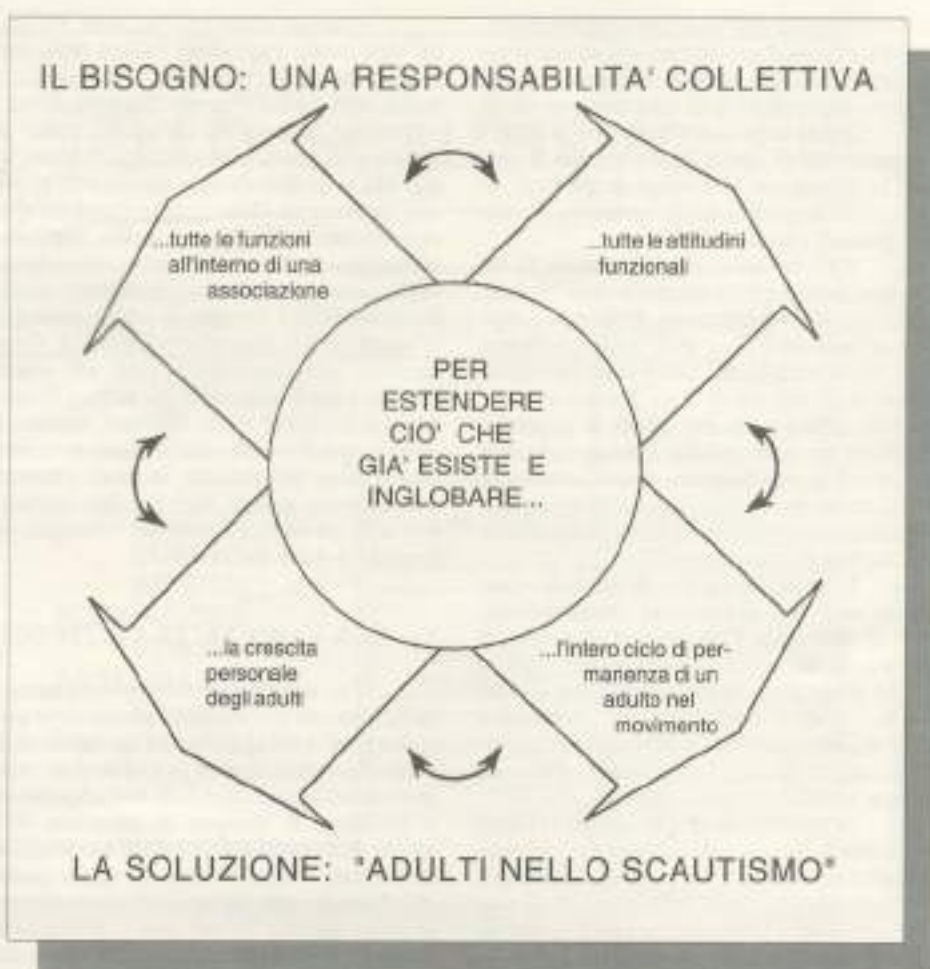 IL BISOGNO: UNA RESPONSABILITA' COLLETTIVA
...tutte le funzioni
all'interno di una
associazione
...tutte le attitudini
funzionali
PER
ESTENDERE
CIO' CHE
GIA' ESISTE E
INGLOBARE...
...la crescita
personale
degli adulti
...l'intero ciclo di per-
manenza di un
adulto nel
movimento
LA SOLUZIONE: "ADULTI NELLO SCAUTISMO"